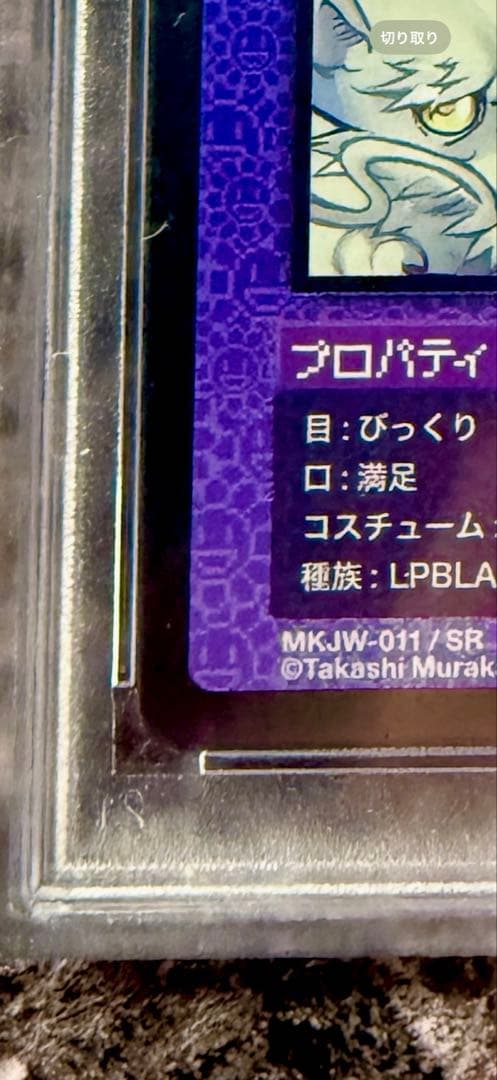 切り取り
プロパティ
目 : びっくり
口 : 満足
コスチューム
種族 : LPBLA
MKJW-011 / SR
©Takashi Murak